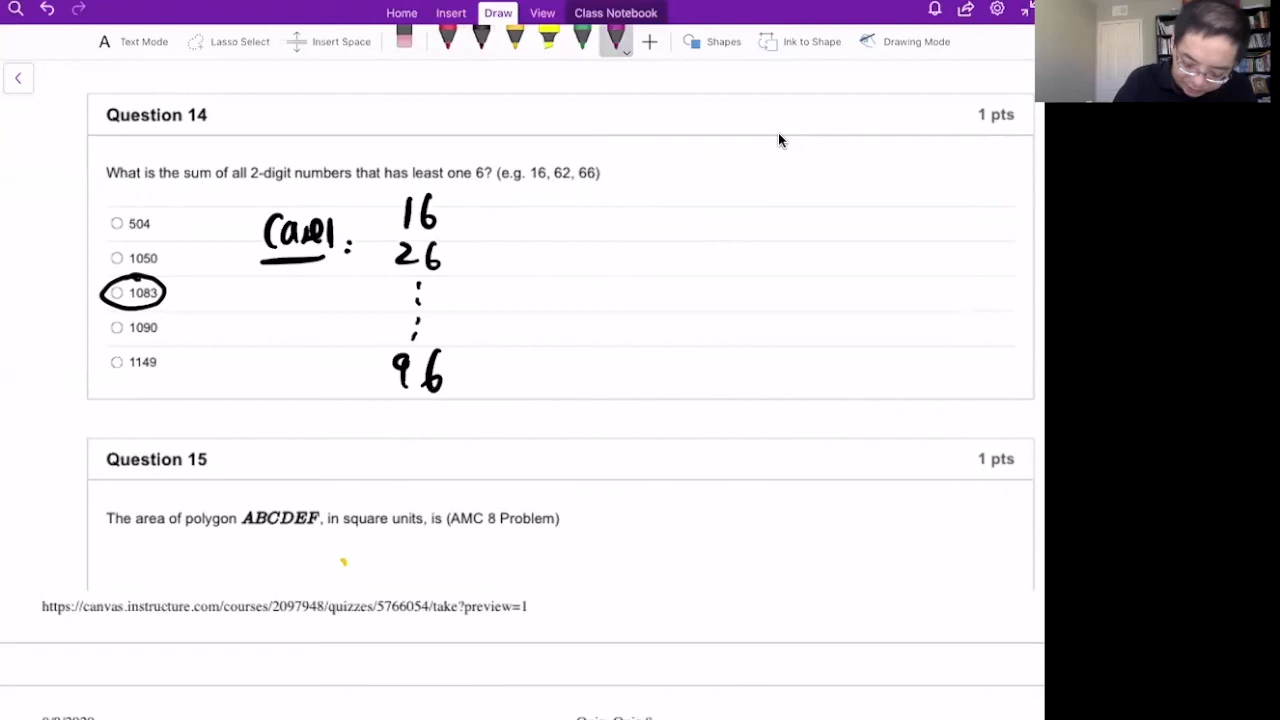 Home Insert Draw View Class Notebook
A Text Mode Lasso Select Insert Space Shapes Ink to Shape Drawing Mode
Question 14 1 pts
What is the sum of all 2-digit numbers that has least one 6? (e.g. 16, 62, 66)
504
1050
1083
1090
1149
Case1 :
16
26
⋮
96
Question 15 1 pts
The area of polygon ABCDEF, in square units, is (AMC 8 Problem)
https://canvas.instructure.com/courses/2097948/quizzes/5766054/take?preview=1